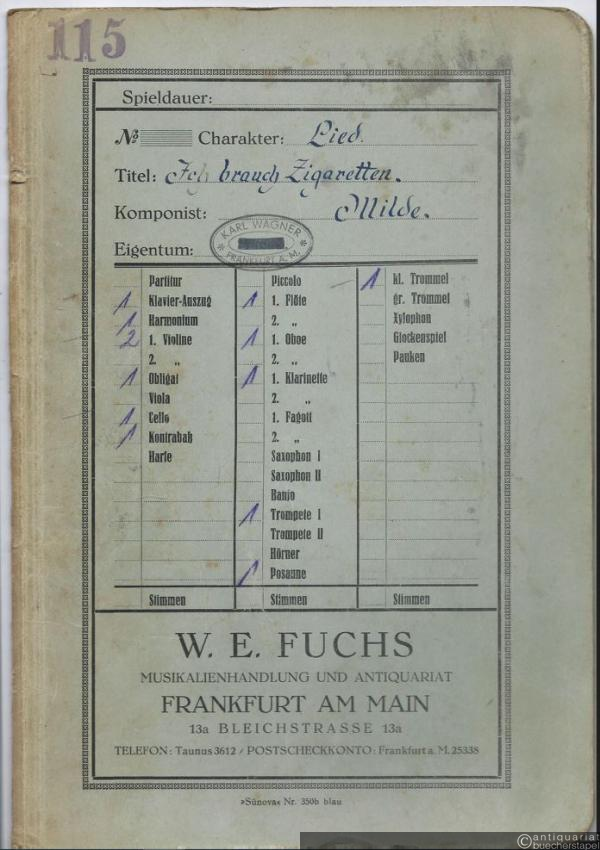 115
Spieldauer:
№ Charakter: Lied.
Titel: Ich brauch Zigaretten.
Komponist: Milde.
Eigentum:
* KARL WAGNER * FRANKFURT A. M.
Partitur
1 Klavier-Auszug
1 Harmonium
2 1. Violine
2. „
1 Obligat
Viola
1 Cello
1 Kontrabaß
Harfe
Stimmen
Piccolo
1 1. Flöte
2. „
1 1. Oboe
2. „
1 1. Klarinette
2. „
1. Fagott
2. „
Saxophon I
Saxophon II
Banjo
1 Trompete I
Trompete II
Hörner
1 Posaune
Stimmen
1 kl. Trommel
gr. Trommel
Xylophon
Glockenspiel
Pauken
Stimmen
W. E. FUCHS
MUSIKALIENHANDLUNG UND ANTIQUARIAT
FRANKFURT AM MAIN
13a BLEICHSTRASSE 13a
TELEFON: Taunus 3612 / POSTSCHECKKONTO: Frankfurt a. M. 25338
»Sünova« Nr. 350b blau
antiquariat
buecherstapel